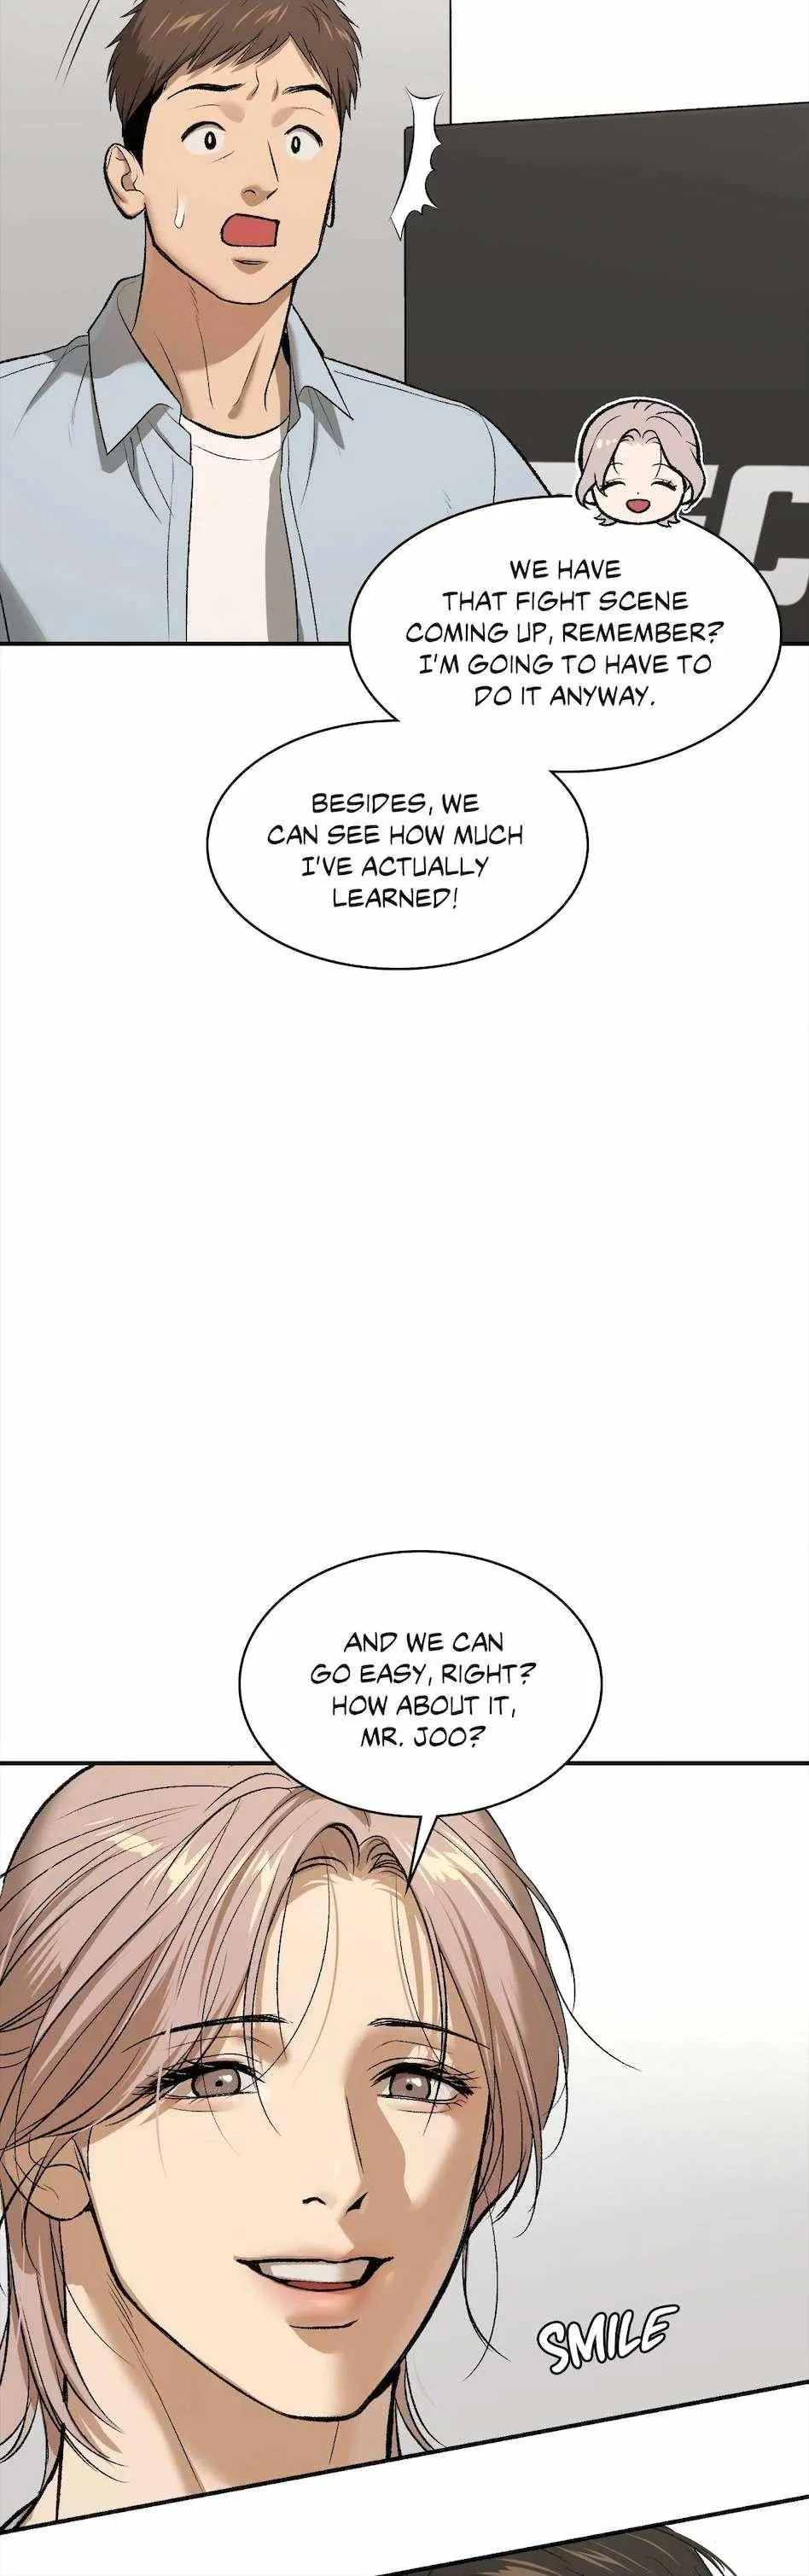 WE HAVE
THAT FIGHT SCENE
COMING UP, REMEMBER?
I'M GOING TO HAVE TO
DO IT ANYWAY.
BESIDES, WE
CAN SEE HOW MUCH
I'VE ACTUALLY
LEARNED!
AND WE CAN
GO EASY, RIGHT?
HOW ABOUT IT,
MR. JOO?
SMILE